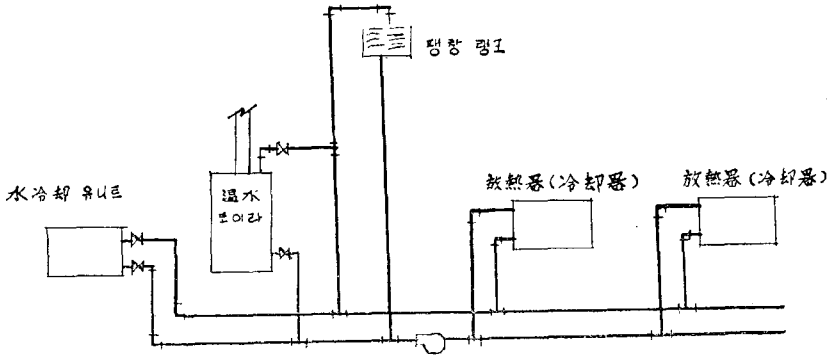 팽창 탱크
水冷却 유니트
温水
보이라
放熱器(冷却器)
放熱器(冷却器)